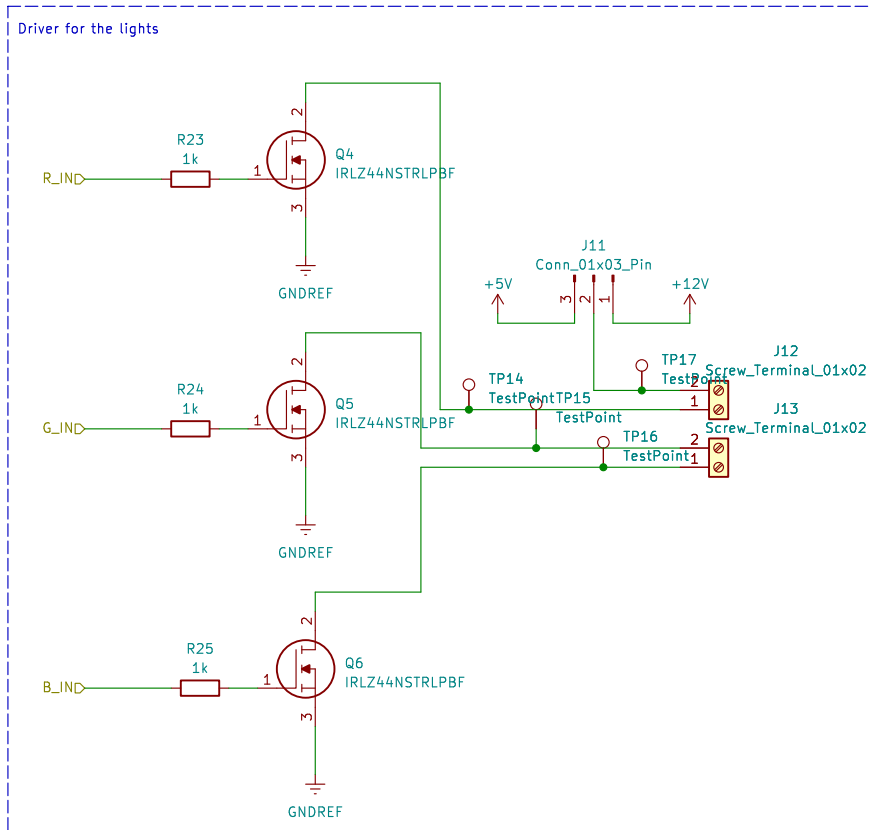 Driver for the lights
R23
1k
R_IN
1
2
3
Q4
IRLZ44NSTRLPBF
GNDREF
J11
Conn_01x03_Pin
+5V
3
2
1
+12V
R24
1k
G_IN
1
2
3
Q5
IRLZ44NSTRLPBF
GNDREF
TP14
TestPoint
TP15
TestPoint
TP16
TestPoint
TP17
TestPoint
J12
Screw_Terminal_01x02
2
1
J13
Screw_Terminal_01x02
2
1
R25
1k
B_IN
1
2
3
Q6
IRLZ44NSTRLPBF
GNDREF